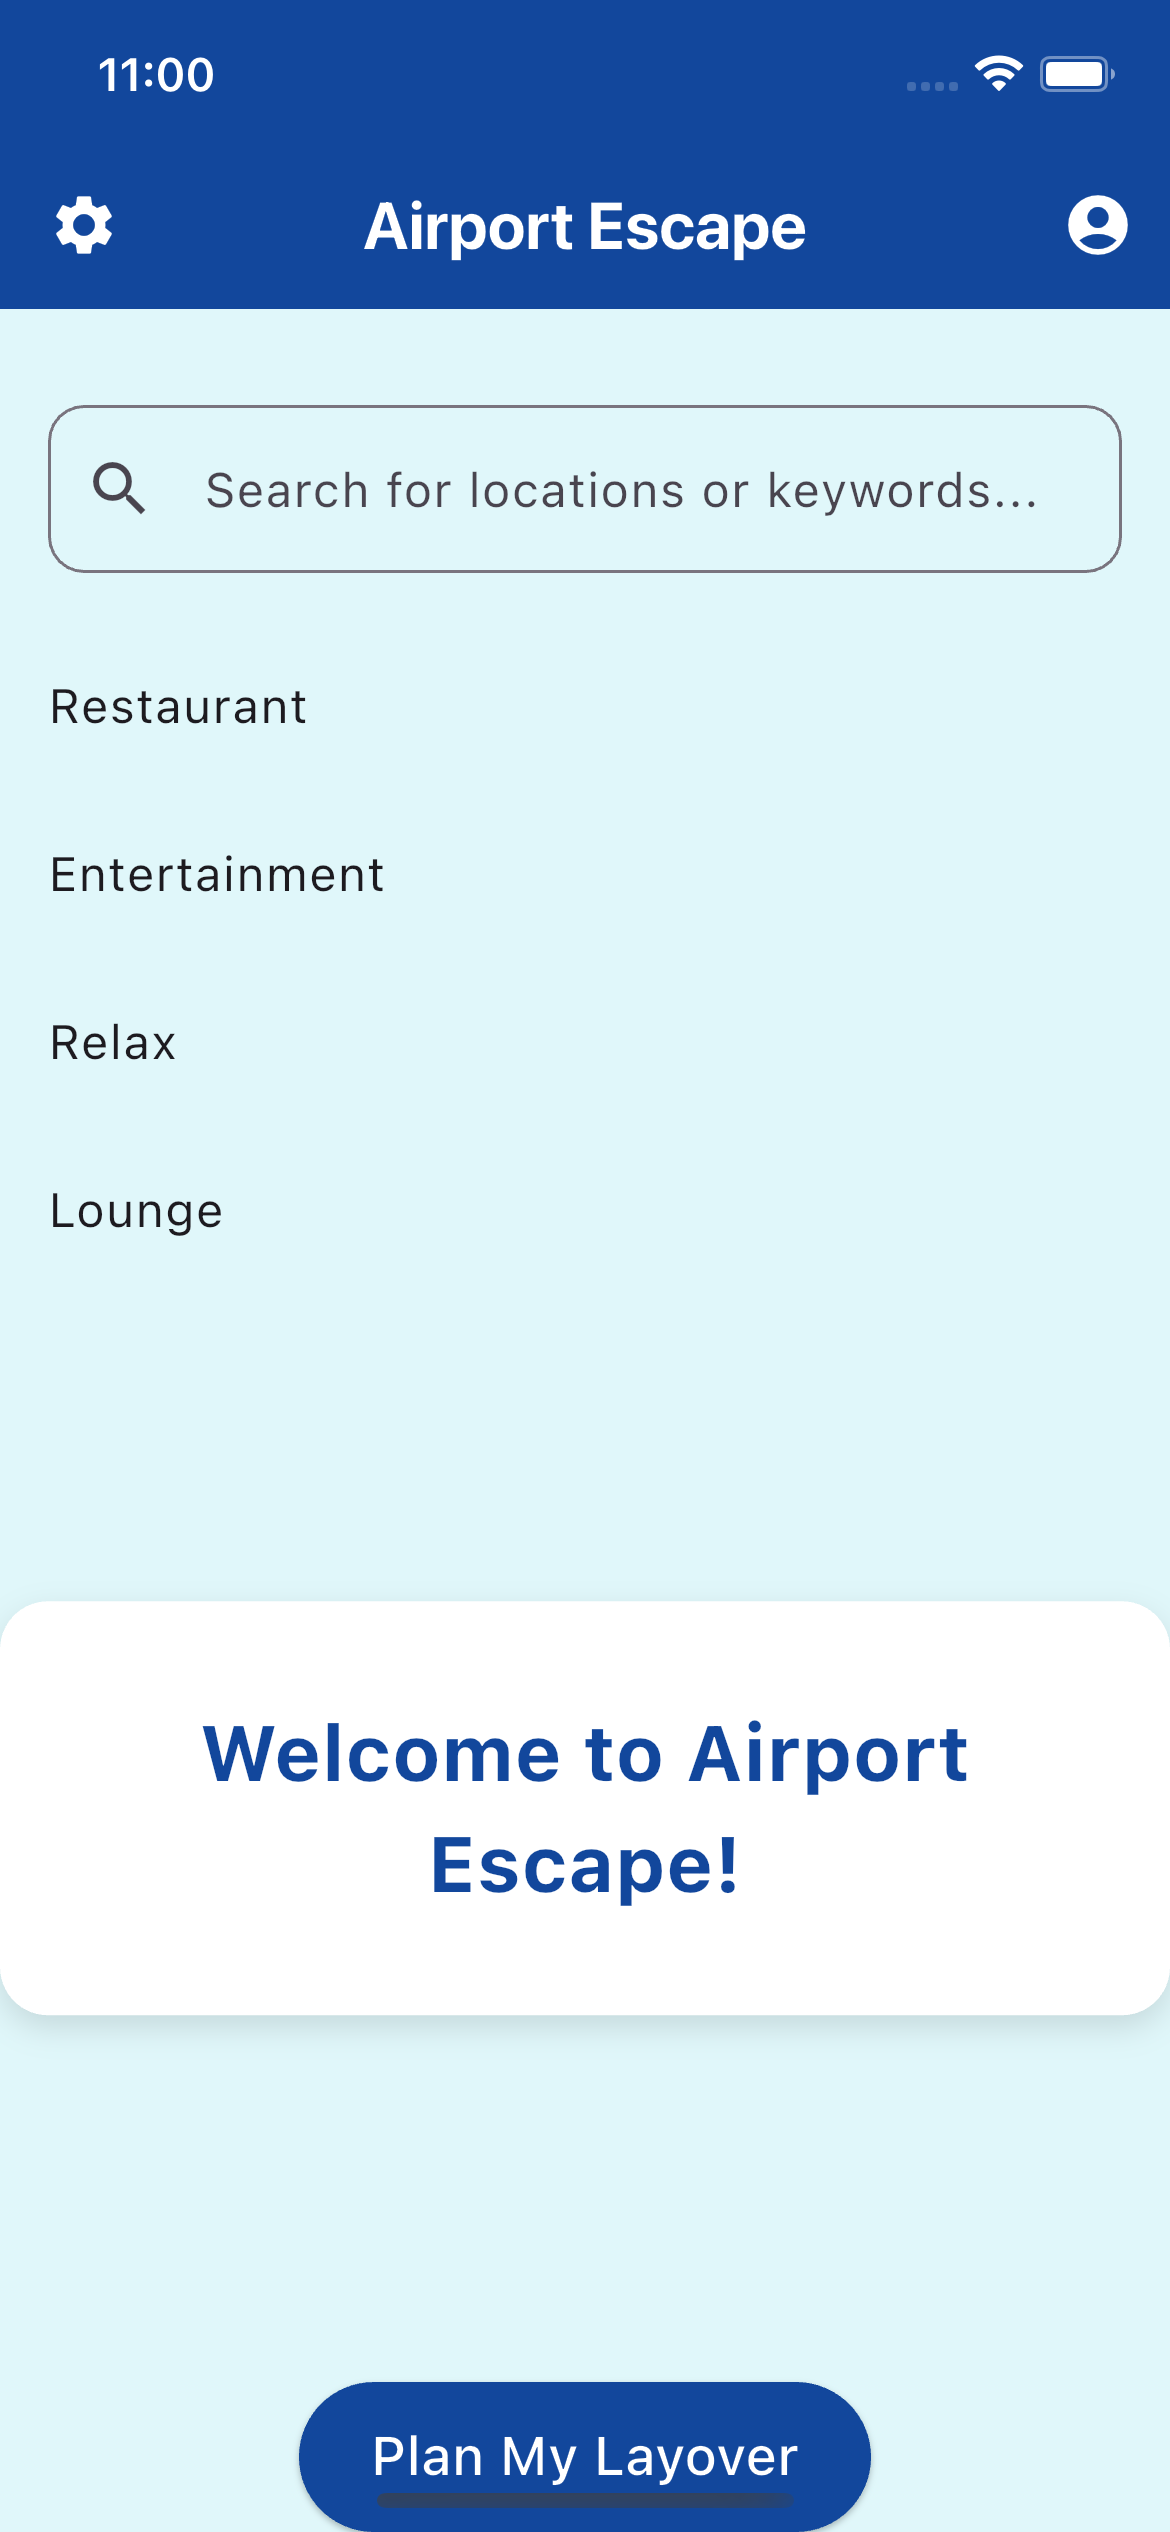 11:00
Airport Escape
Search for locations or keywords...
Restaurant
Entertainment
Relax
Lounge
Welcome to Airport
Escape!
Plan My Layover